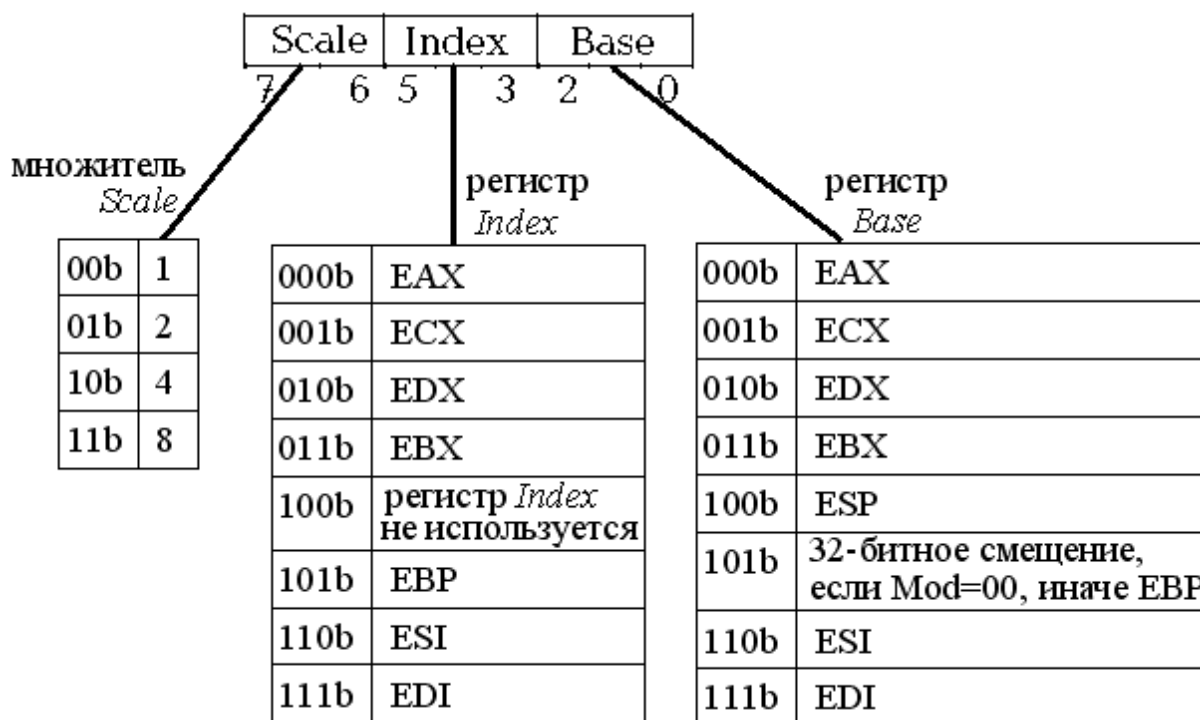 Scale Index Base
7 6 5 3 2 0
множитель
Scale
регистр
Index
регистр
Base
00b 1
01b 2
10b 4
11b 8
000b EAX
001b ECX
010b EDX
011b EBX
100b регистр Index
не используется
101b EBP
110b ESI
111b EDI
000b EAX
001b ECX
010b EDX
011b EBX
100b ESP
101b 32-битное смещение,
если Mod=00, иначе EBP
110b ESI
111b EDI